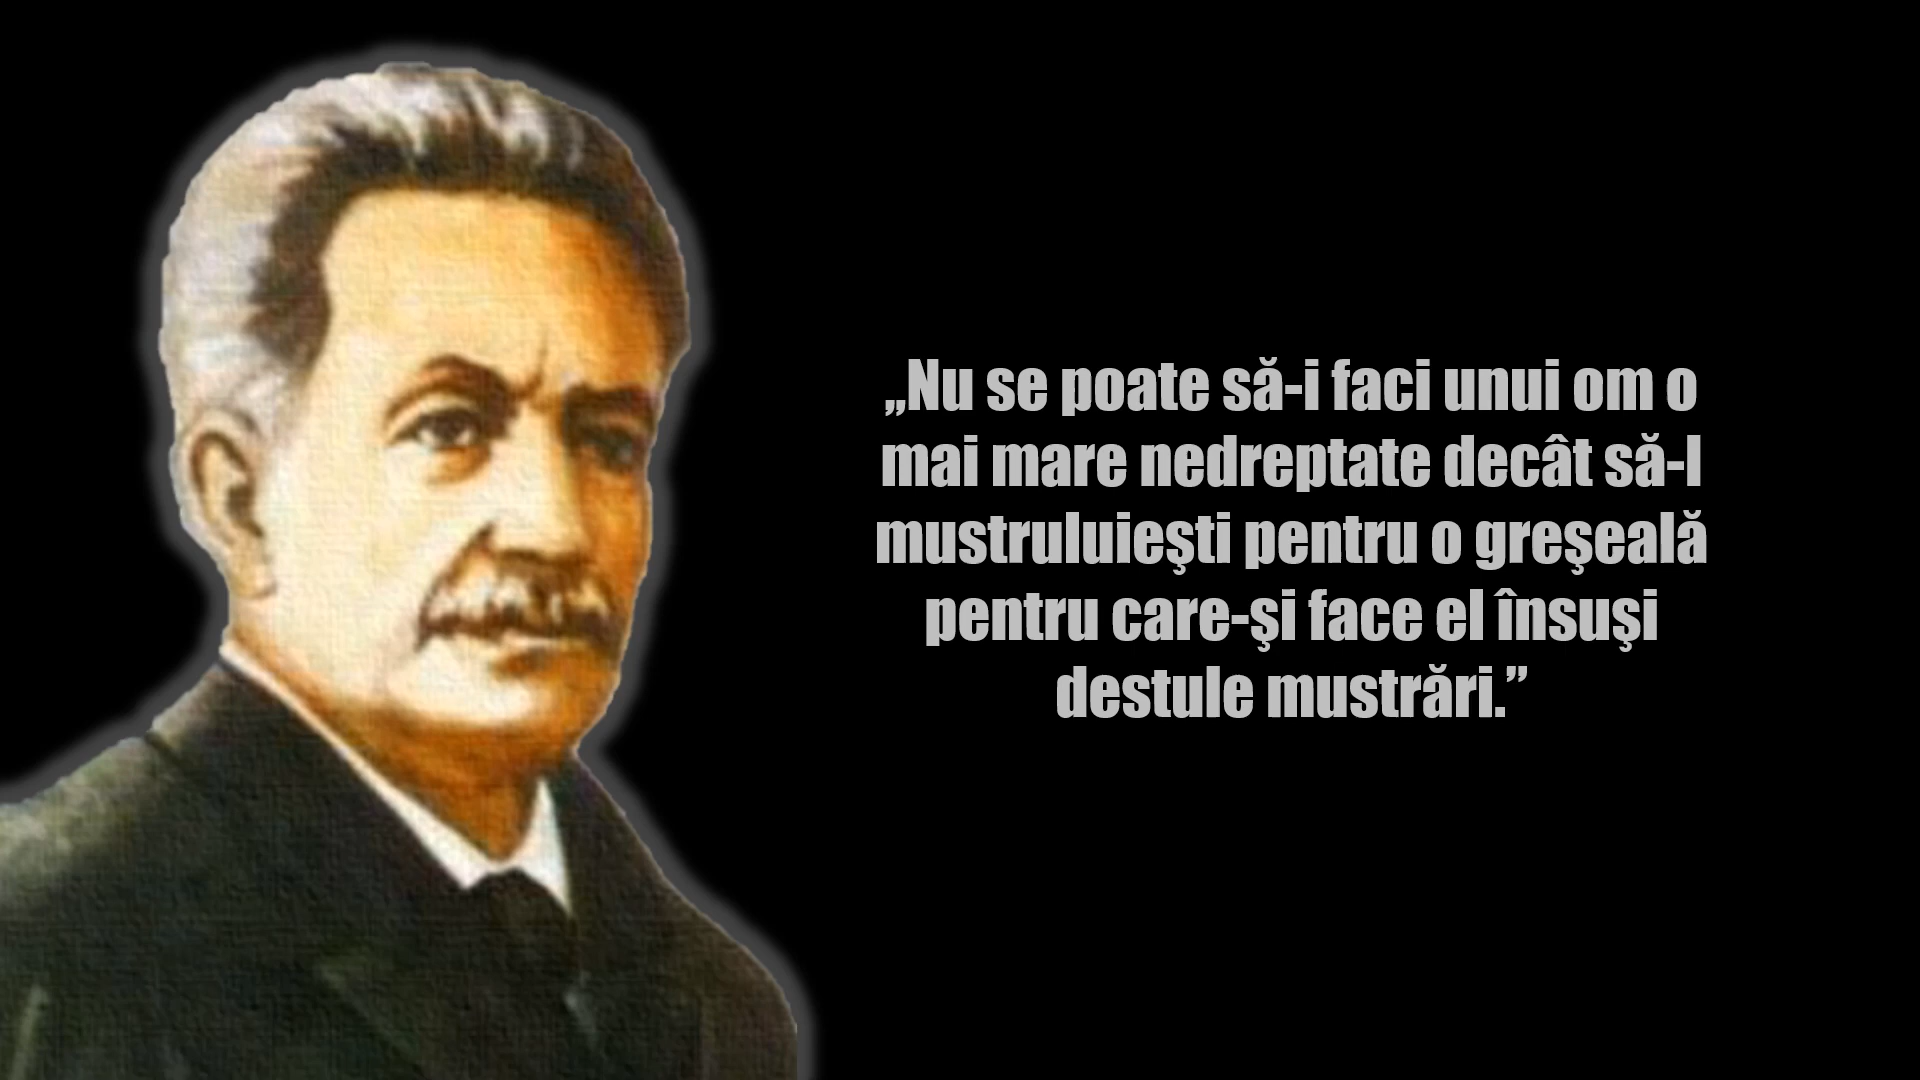 „Nu se poate să-i faci unui om o
mai mare nedreptate decât să-l
mustruluieşti pentru o greşeală
pentru care-şi face el însuşi
destule mustrări.”